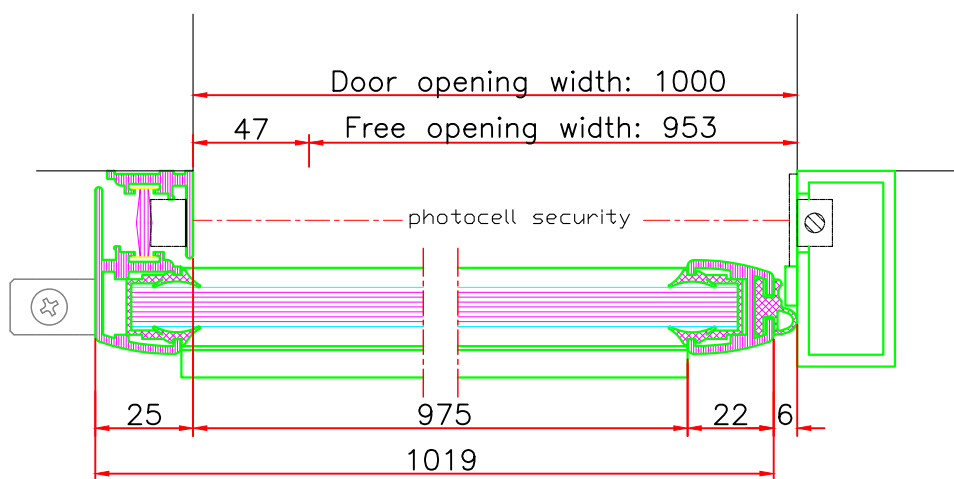 Door opening width: 1000
47 Free opening width: 953
photocell security
25 975 22 6
1019